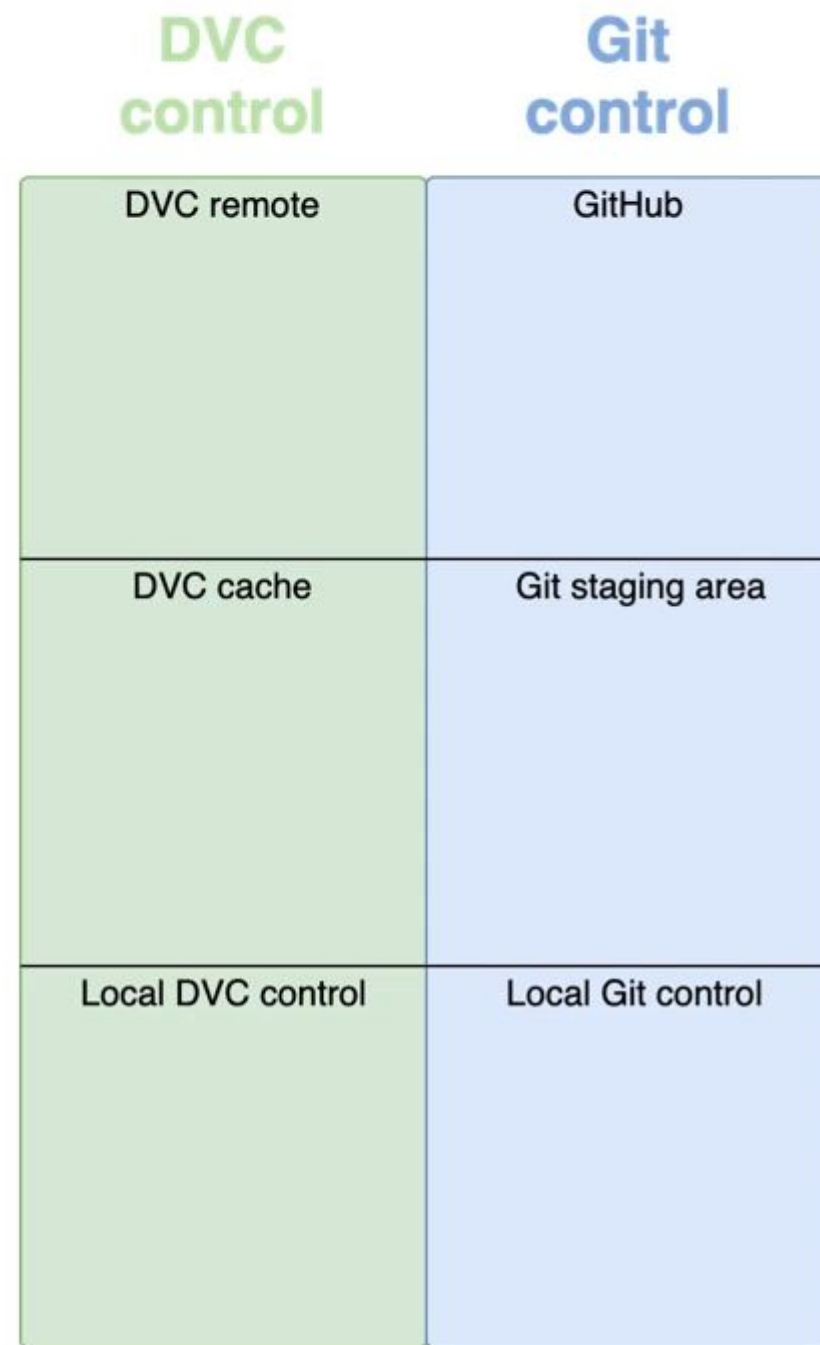 DVC
control
Git
control
DVC remote
GitHub
DVC cache
Git staging area
Local DVC control
Local Git control